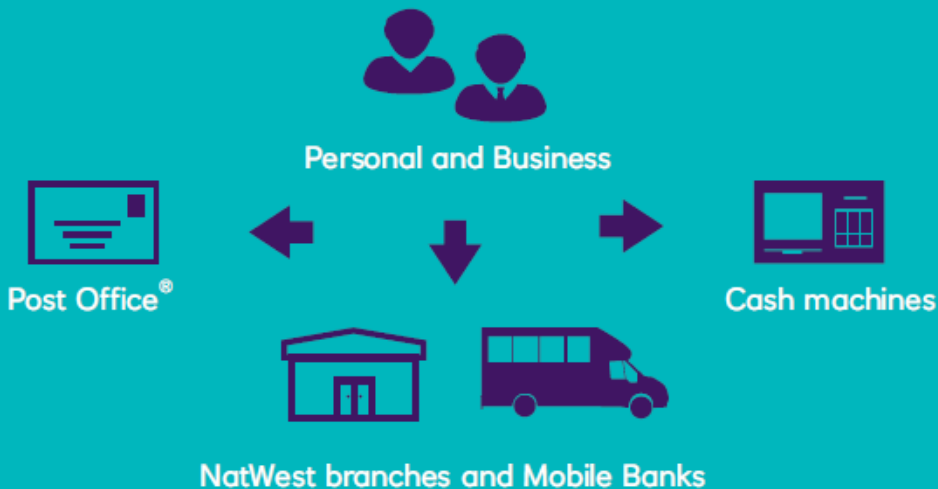 Personal and Business
Post Office®
Cash machines
NatWest branches and Mobile Banks